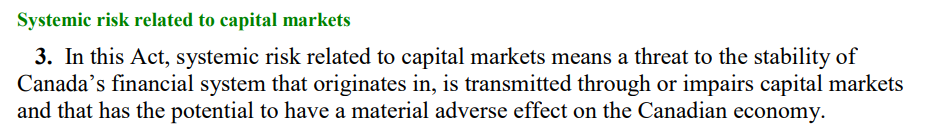 Systemic risk related to capital markets
3. In this Act, systemic risk related to capital markets means a threat to the stability of
Canada’s financial system that originates in, is transmitted through or impairs capital markets
and that has the potential to have a material adverse effect on the Canadian economy.